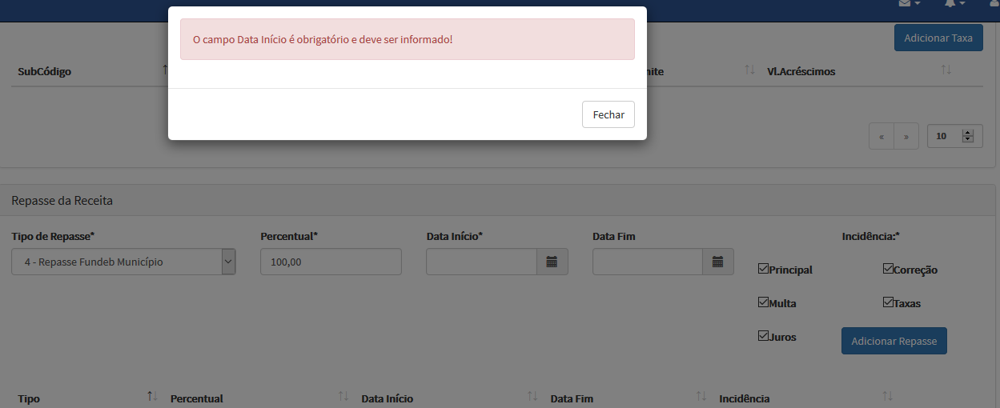 O campo Data Início é obrigatório e deve ser informado!
Adicionar Taxa
SubCódigo Vl.Acréscimos
Fechar
« » 10
Repasse da Receita
Tipo de Repasse* Percentual* Data Início* Data Fim Incidência:*
4 - Repasse Fundeb Município 100,00
Principal Correção
Multa Taxas
Juros Adicionar Repasse
Tipo Percentual Data Início Data Fim Incidência